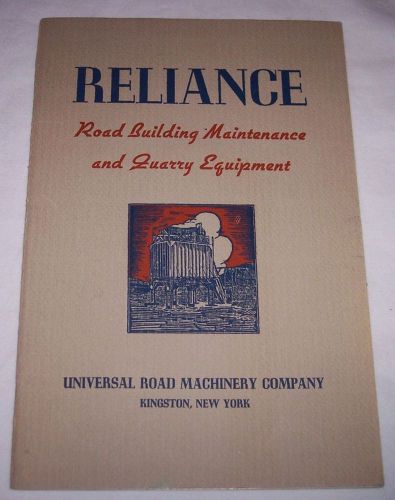 RELIANCE
Road Building Maintenance
and Quarry Equipment
UNIVERSAL ROAD MACHINERY COMPANY
KINGSTON, NEW YORK